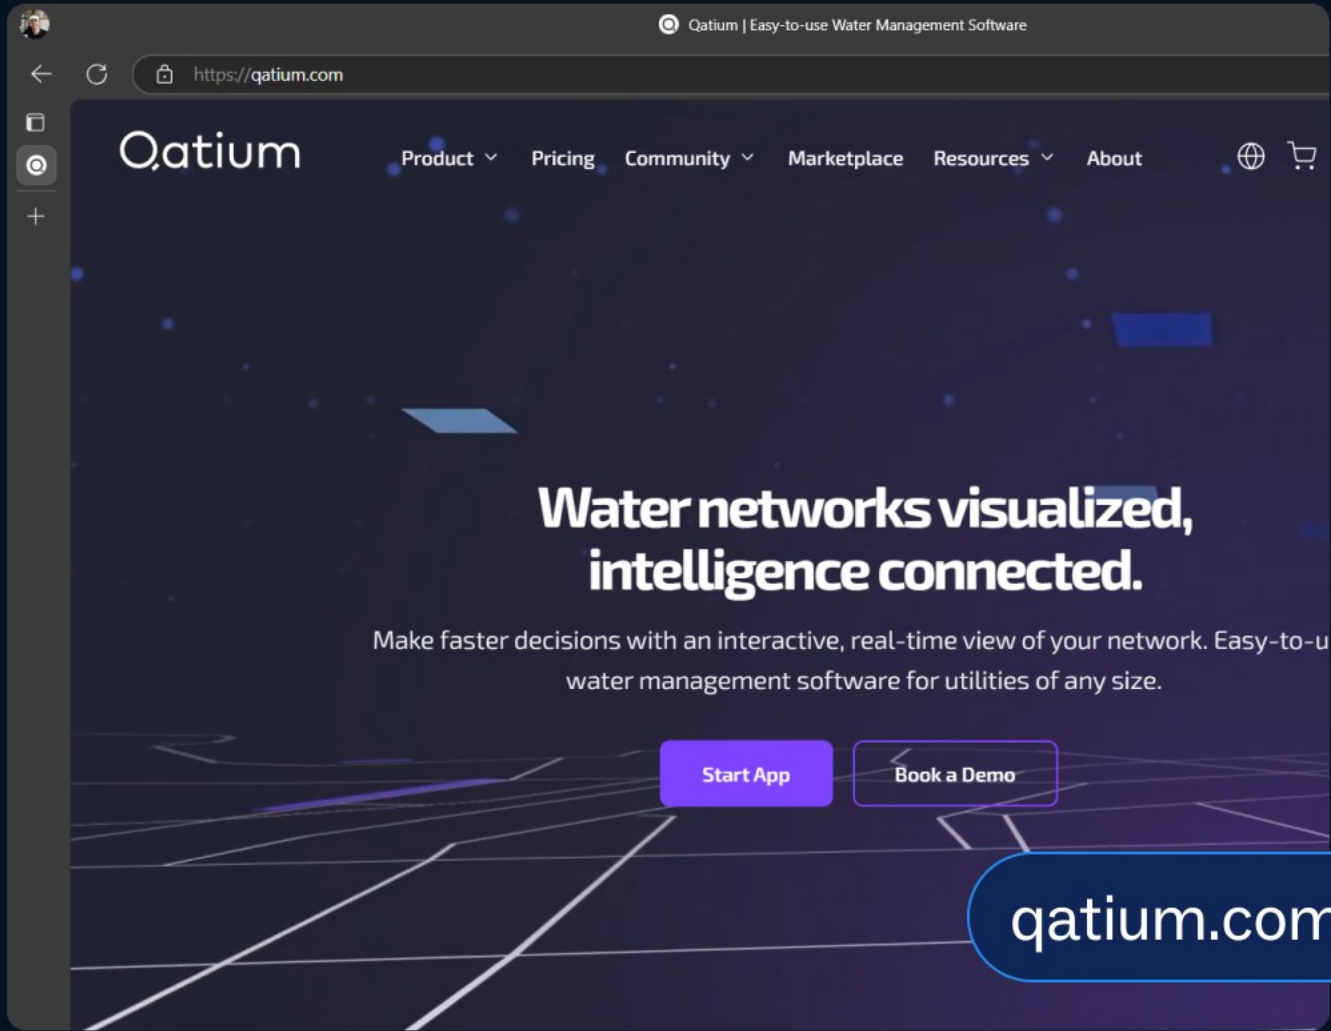 Qatium | Easy-to-use Water Management Software
https://qatium.com
Qatium
Product Pricing Community Marketplace Resources About
Water networks visualized,
intelligence connected.
Make faster decisions with an interactive, real-time view of your network. Easy-to-u
water management software for utilities of any size.
Start App Book a Demo
qatium.com